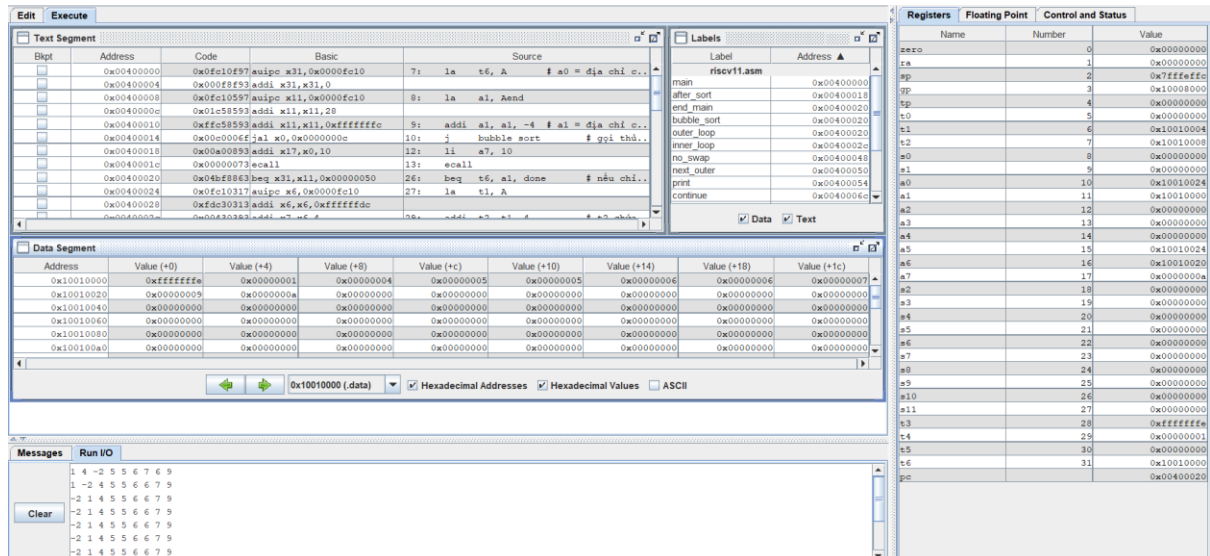 Edit Execute
Text Segment
Bkpt Address Code Basic Source
0x00400000 0x0fc10f97 auipc x31,0x0000fc10 7: la t6, A # a0 = địa chỉ c..
0x00400004 0x000f8f93 addi x31,x31,0
0x00400008 0x0fc10597 auipc x11,0x0000fc10 8: la a1, Aend
0x0040000c 0x01c58593 addi x11,x11,28
0x00400010 0xffc58593 addi x11,x11,0xfffffffc 9: addi a1, a1, -4 # a1 = địa chỉ c..
0x00400014 0x00c0006f jal x0,0x0000000c 10: j bubble_sort # gọi thủ..
0x00400018 0x00a00893 addi x17,x0,10 12: li a7, 10
0x0040001c 0x00000073 ecall 13: ecall
0x00400020 0x04bf8863 beq x31,x11,0x00000050 26: beq t6, a1, done # nếu chỉ..
0x00400024 0x0fc10317 auipc x6,0x0000fc10 27: la t1, A
0x00400028 0xfdc30313 addi x6,x6,0xffffffdc
Labels
Label Address ▲
riscv11.asm
main 0x00400000
after_sort 0x00400018
end_main 0x00400020
bubble_sort 0x00400020
outer_loop 0x00400020
inner_loop 0x0040002c
no_swap 0x00400048
next_outer 0x00400050
print 0x00400054
continue 0x0040006c
Data Text
Data Segment
Address Value (+0) Value (+4) Value (+8) Value (+c) Value (+10) Value (+14) Value (+18) Value (+1c)
0x10010000 0xfffffffe 0x00000001 0x00000004 0x00000005 0x00000005 0x00000006 0x00000006 0x00000007
0x10010020 0x00000009 0x0000000a 0x00000000 0x00000000 0x00000000 0x00000000 0x00000000 0x00000000
0x10010040 0x00000000 0x00000000 0x00000000 0x00000000 0x00000000 0x00000000 0x00000000 0x00000000
0x10010060 0x00000000 0x00000000 0x00000000 0x00000000 0x00000000 0x00000000 0x00000000 0x00000000
0x10010080 0x00000000 0x00000000 0x00000000 0x00000000 0x00000000 0x00000000 0x00000000 0x00000000
0x100100a0 0x00000000 0x00000000 0x00000000 0x00000000 0x00000000 0x00000000 0x00000000 0x00000000
0x10010000 (.data) Hexadecimal Addresses Hexadecimal Values ASCII
Messages Run I/O
Clear
1 4 -2 5 5 6 7 6 9
1 -2 4 5 5 6 6 7 9
-2 1 4 5 5 6 6 7 9
-2 1 4 5 5 6 6 7 9
-2 1 4 5 5 6 6 7 9
-2 1 4 5 5 6 6 7 9
-2 1 4 5 5 6 6 7 9
Registers Floating Point Control and Status
Name Number Value
zero 0 0x00000000
ra 1 0x00000000
sp 2 0x7fffeffc
gp 3 0x10008000
tp 4 0x00000000
t0 5 0x00000000
t1 6 0x10010004
t2 7 0x10010008
s0 8 0x00000000
s1 9 0x00000000
a0 10 0x10010024
a1 11 0x10010000
a2 12 0x00000000
a3 13 0x00000000
a4 14 0x00000000
a5 15 0x10010024
a6 16 0x10010020
a7 17 0x0000000a
s2 18 0x00000000
s3 19 0x00000000
s4 20 0x00000000
s5 21 0x00000000
s6 22 0x00000000
s7 23 0x00000000
s8 24 0x00000000
s9 25 0x00000000
s10 26 0x00000000
s11 27 0x00000000
t3 28 0xfffffffe
t4 29 0x00000001
t5 30 0x00000000
t6 31 0x10010000
pc 0x00400020